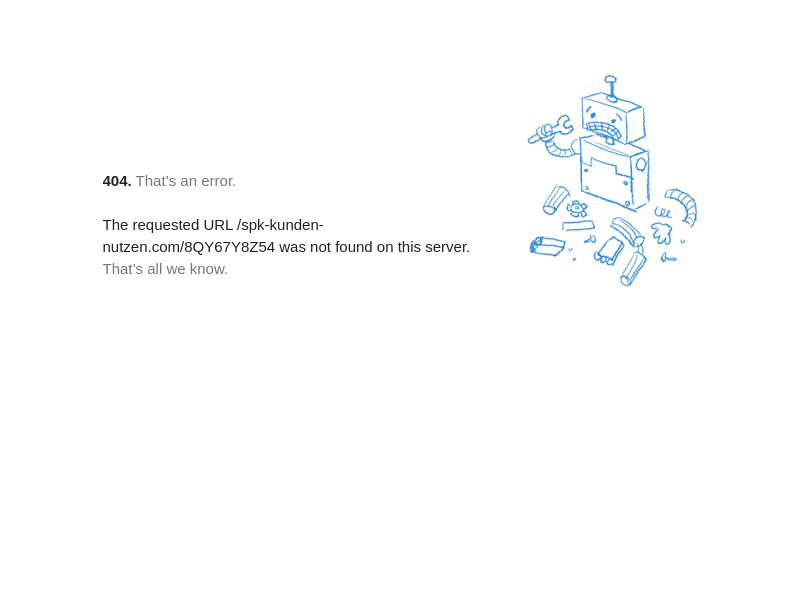 404. That’s an error.
The requested URL /spk-kunden-
nutzen.com/8QY67Y8Z54 was not found on this server.
That’s all we know.